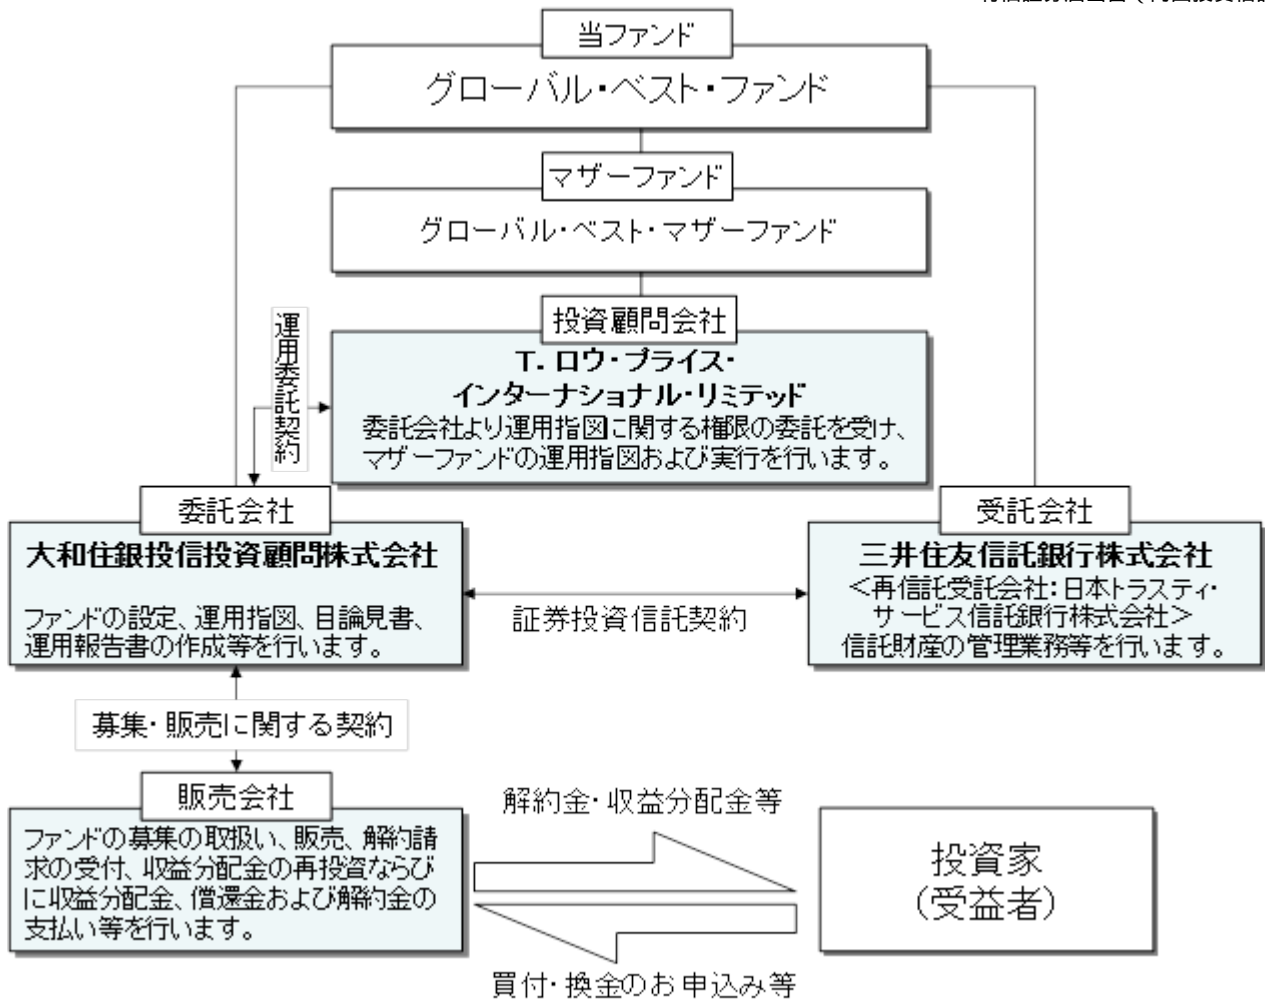 当ファンド
グローバル・ベスト・ファンド
マザーファンド
グローバル・ベスト・マザーファンド
投資顧問会社
T. ロウ・プライス・
インターナショナル・リミテッド
委託会社より運用指図に関する権限の委託を受け、
マザーファンドの運用指図および実行を行います。
運用委託契約
委託会社
大和住銀投信投資顧問株式会社
ファンドの設定、運用指図、目論見書、
運用報告書の作成等を行います。
証券投資信託契約
受託会社
三井住友信託銀行株式会社
<再信託受託会社:日本トラスティ・
サービス信託銀行株式会社>
信託財産の管理業務等を行います。
募集・販売に関する契約
販売会社
ファンドの募集の取扱い、販売、解約請
求の受付、収益分配金の再投資ならび
に収益分配金、償還金および解約金の
支払い等を行います。
解約金・収益分配金等
買付・換金のお申込み等
投資家
(受益者)